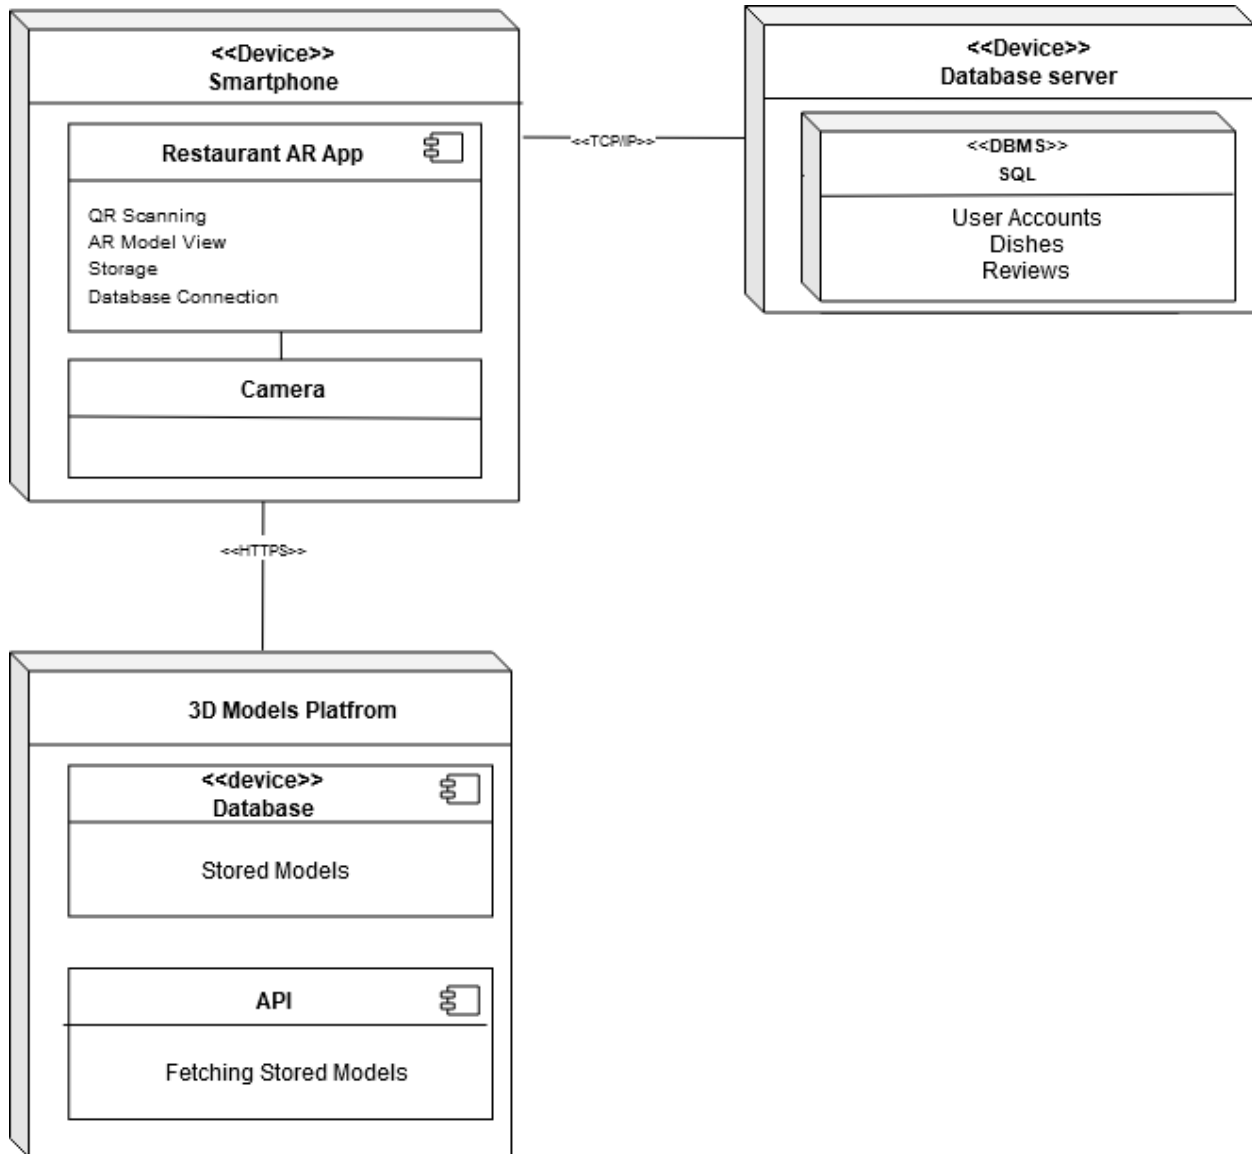 <<Device>>
Smartphone
Restaurant AR App
QR Scanning
AR Model View
Storage
Database Connection
Camera
<<TCP/IP>>
<<Device>>
Database server
<<DBMS>>
SQL
User Accounts
Dishes
Reviews
<<HTTPS>>
3D Models Platfrom
<<device>>
Database
Stored Models
API
Fetching Stored Models